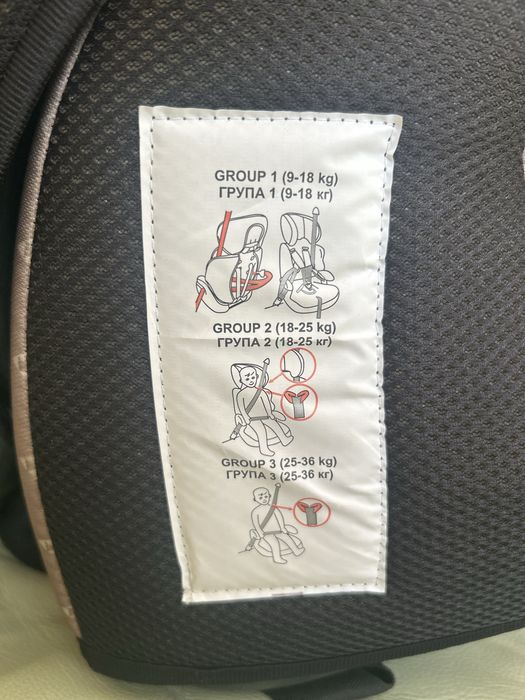 GROUP 1 (9-18 kg)
ГРУПА 1 (9-18 кг)
GROUP 2 (18-25 kg)
ГРУПА 2 (18-25 кг)
GROUP 3 (25-36 kg)
ГРУПА 3 (25-36 кг)